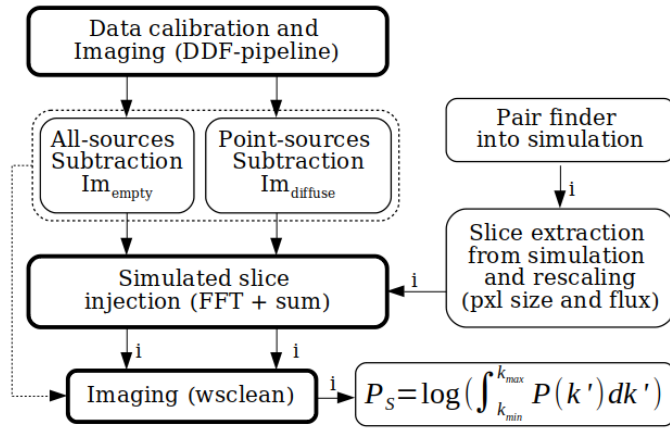 Data calibration and
Imaging (DDF-pipeline)
All-sources
Subtraction
Im_empty
Point-sources
Subtraction
Im_diffuse
Pair finder
into simulation
i
Slice extraction
from simulation
and rescaling
(pxl size and flux)
i
Simulated slice
injection (FFT + sum)
i
i
Imaging (wsclean)
i
P_S=log(∫_{k_min}^{k_max} P(k')dk')